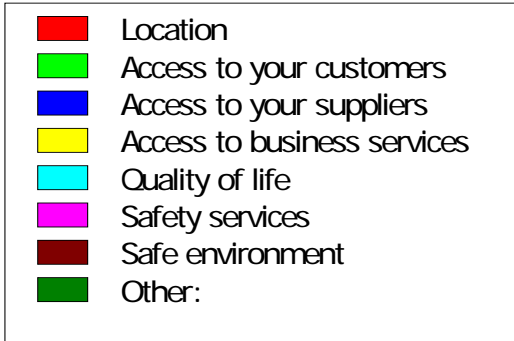 Location
Access to your customers
Access to your suppliers
Access to business services
Quality of life
Safety services
Safe environment
Other: